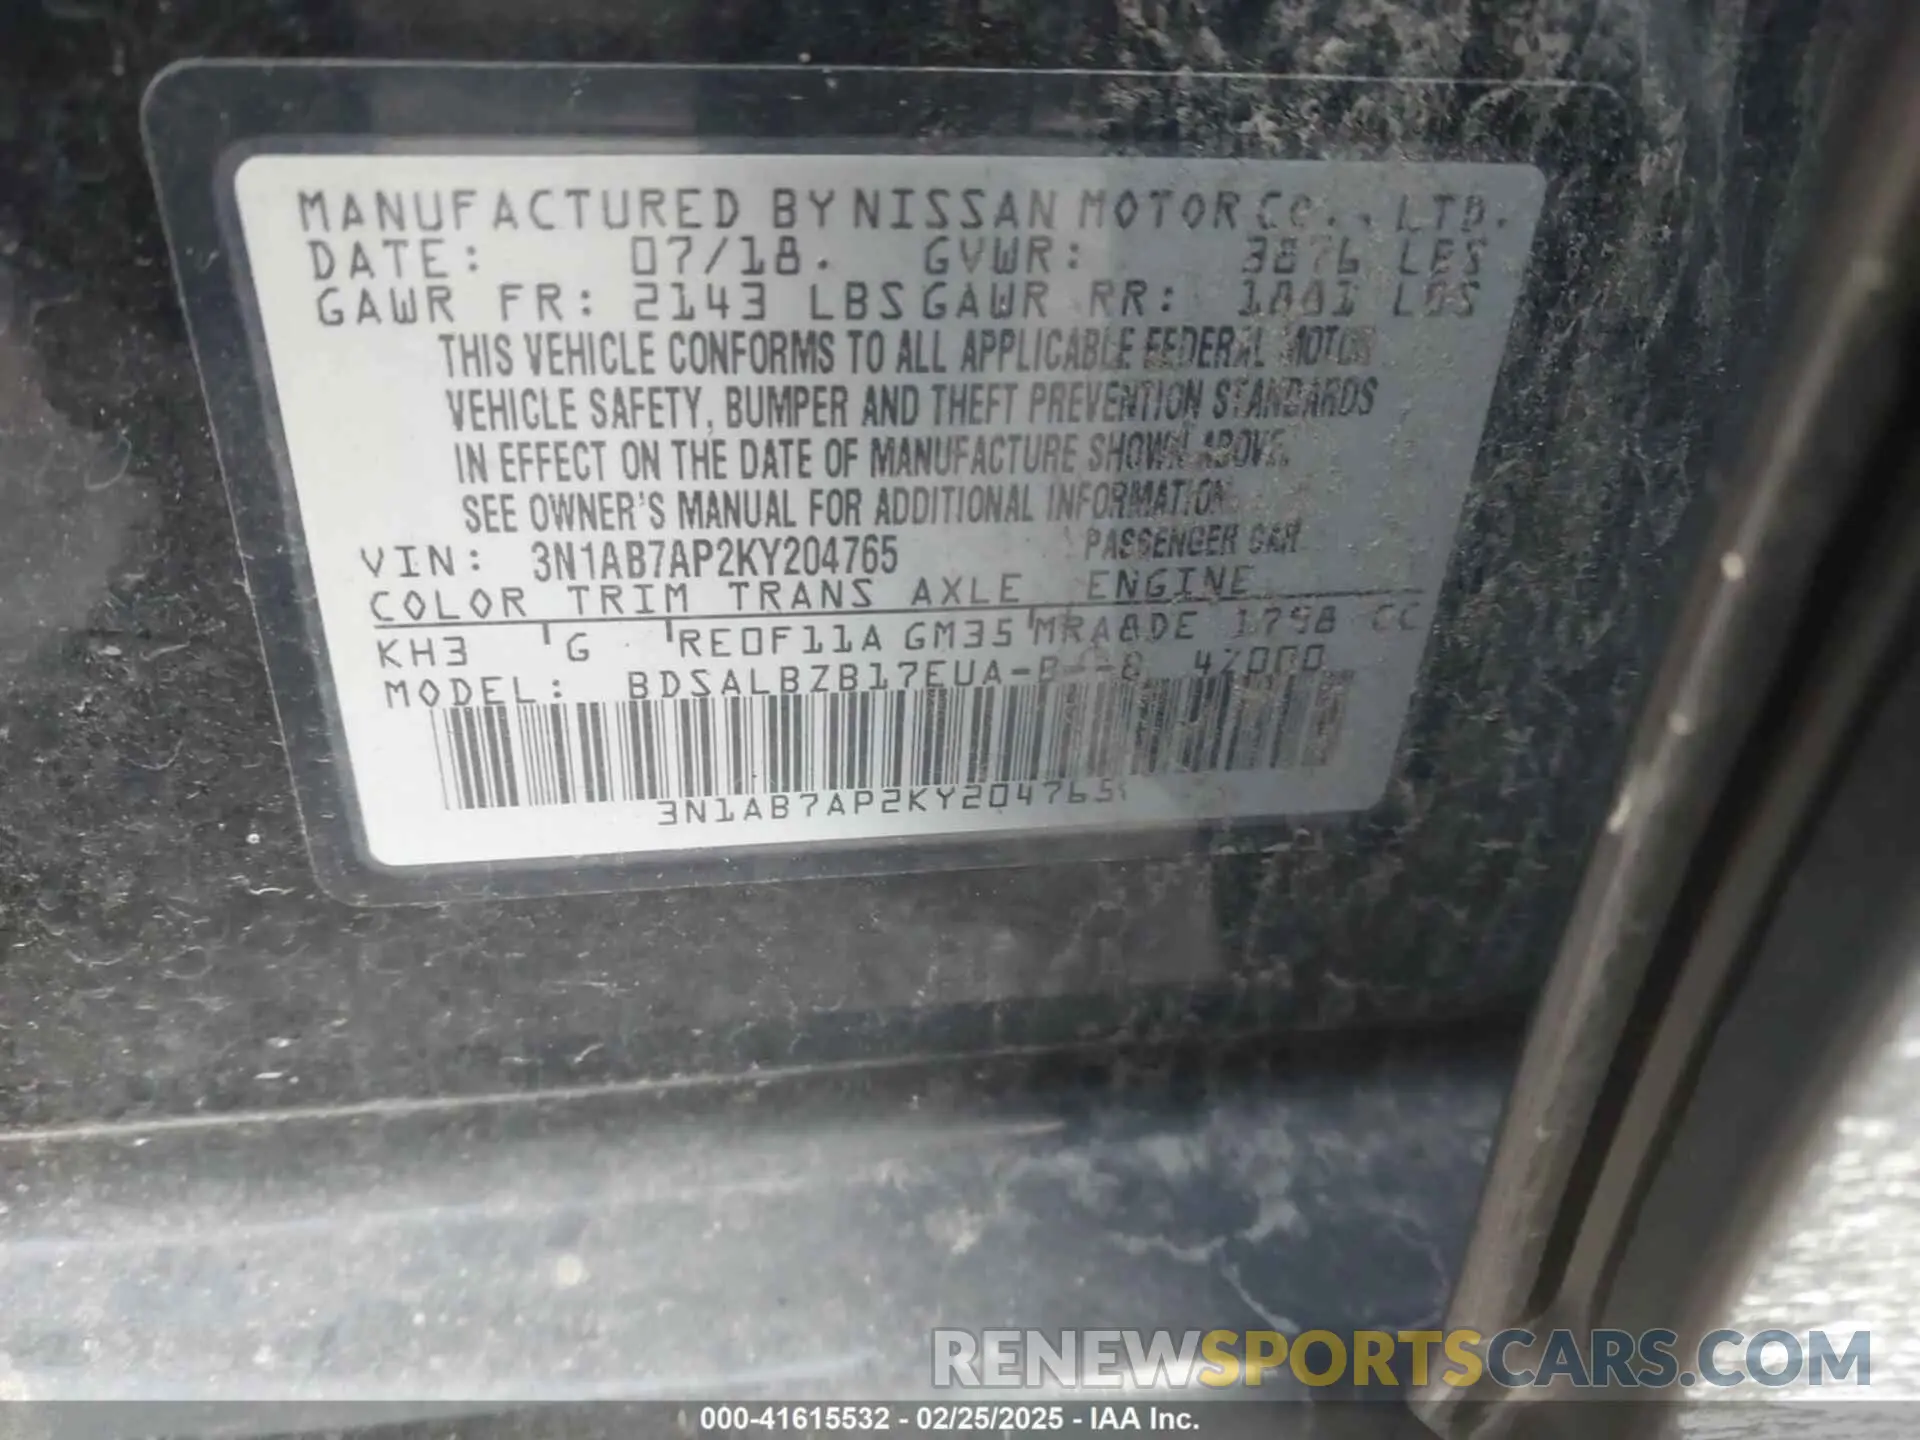 MANUFACTURED BY NISSAN MOTOR Co., LTD.
DATE: 07/18. GVWR: 3876 LBS
GAWR FR: 2143 LBS GAWR RR: LBS
THIS VEHICLE CONFORMS TO ALL APPLICABLE FEDERAL MOTOR
VEHICLE SAFETY, BUMPER AND THEFT PREVENTION STANDARDS
IN EFFECT ON THE DATE OF MANUFACTURE SHOWN ABOVE.
SEE OWNER'S MANUAL FOR ADDITIONAL INFORMATION.
VIN: 3N1AB7AP2KY204765 PASSENGER CAR
COLOR TRIM TRANS AXLE ENGINE
KH3 G RE0F11A GM35 MRA8DE 1798 CC
MODEL:
3N1AB7AP2KY204765
RENEWSPORTSCARS.COM
000-41615532 - 02/25/2025 - IAA Inc.